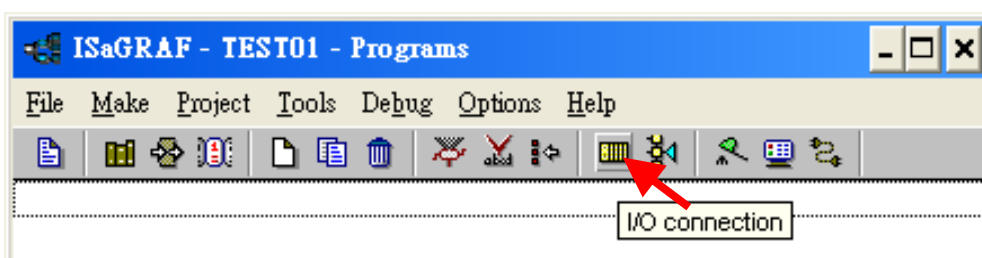 ISaGRAF - TEST01 - Programs
File Make Project Tools Debug Options Help
I/O connection